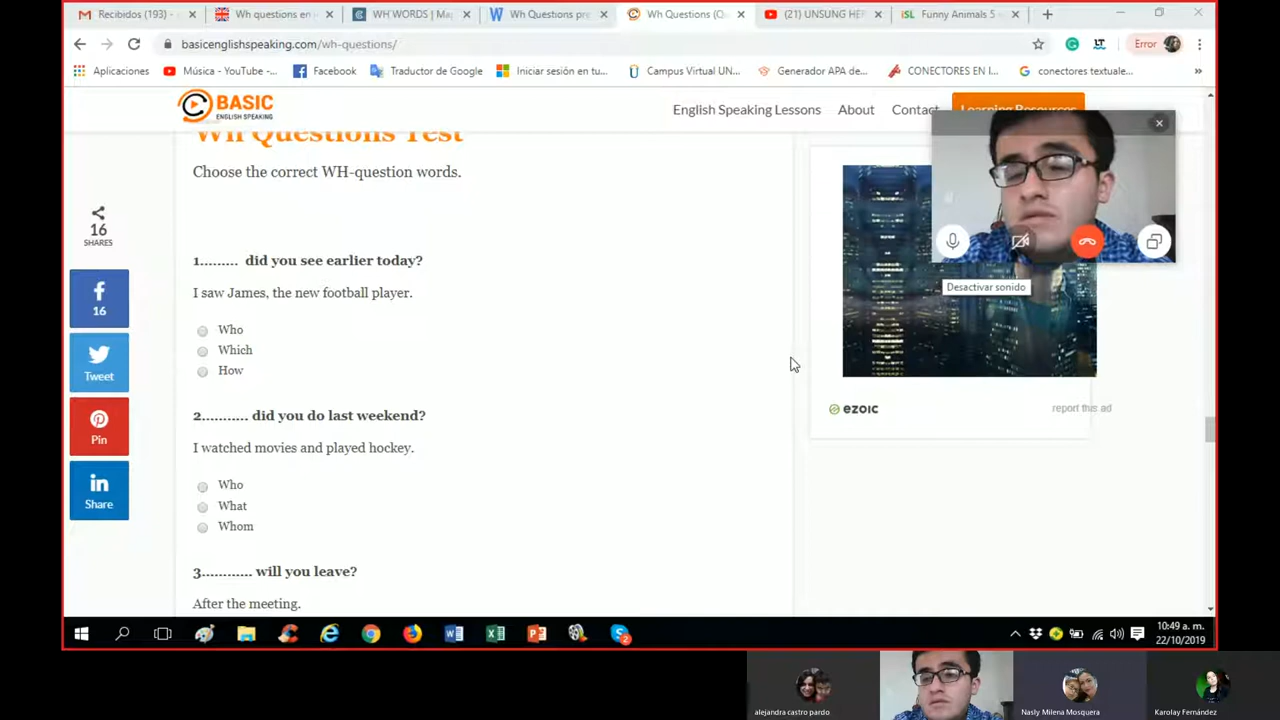 Recibidos (193) -
Wh questions en
WH WORDS | Ma
Wh Questions pr
Wh Questions (Q
(21) UNSUNG HE
Funny Animals 5
basicenglishspeaking.com/wh-questions/
Error
Aplicaciones
Música - YouTube -...
Facebook
Traductor de Google
Iniciar sesión en tu...
Campus Virtual UN...
Generador APA de...
CONECTORES EN I...
conectores textuale...
BASIC
ENGLISH SPEAKING
English Speaking Lessons
About
Contact
Learning Resources
Wh Questions Test
Choose the correct WH-question words.
16
SHARES
1......... did you see earlier today?
I saw James, the new football player.
Who
Which
How
2........... did you do last weekend?
I watched movies and played hockey.
Who
What
Whom
3............ will you leave?
After the meeting.
16
Tweet
Pin
Share
Desactivar sonido
ezoic
report this ad
10:49 a. m.
22/10/2019
alejandra castro pardo
Nasly Milena Mosquera
Karolay Fernández